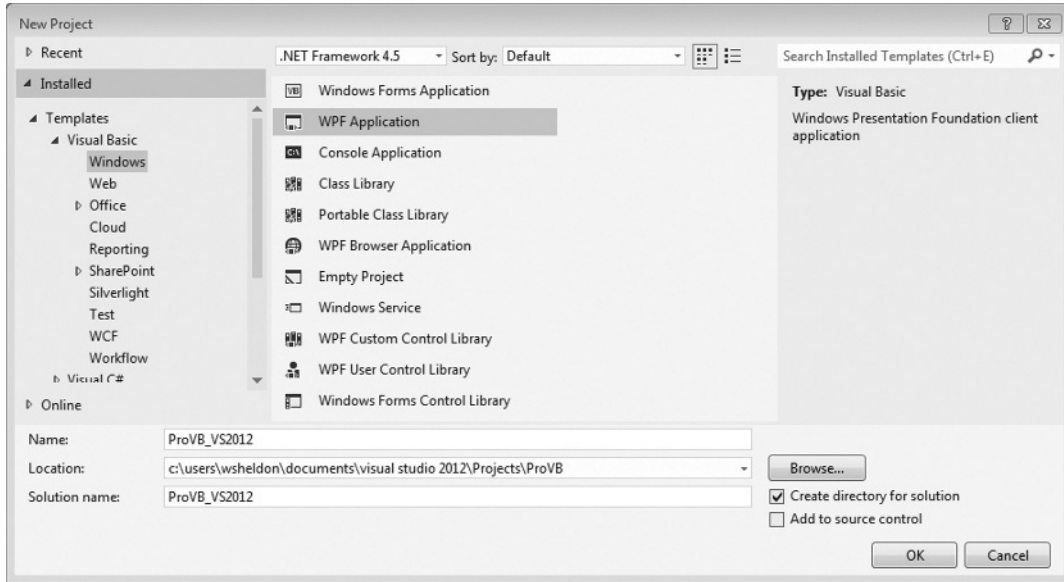 New Project
Recent
.NET Framework 4.5
Sort by: Default
Search Installed Templates (Ctrl+E)
Installed
Templates
Visual Basic
Windows
Web
Office
Cloud
Reporting
SharePoint
Silverlight
Test
WCF
Workflow
Visual C#
Online
VB Windows Forms Application
WPF Application
C:\ Console Application
Class Library
Portable Class Library
WPF Browser Application
Empty Project
Windows Service
WPF Custom Control Library
WPF User Control Library
Windows Forms Control Library
Type: Visual Basic
Windows Presentation Foundation client
application
Name: ProVB_VS2012
Location: c:\users\wsheldon\documents\visual studio 2012\Projects\ProVB
Browse...
Solution name: ProVB_VS2012
Create directory for solution
Add to source control
OK
Cancel